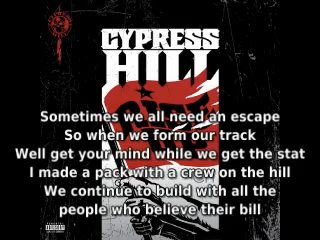 CYPRESS
HILL
Sometimes we all need an escape
So when we form our track
Well get your mind while we get the stat
I made a pack with a crew on the hill
We continue to build with all the
people who believe their bill